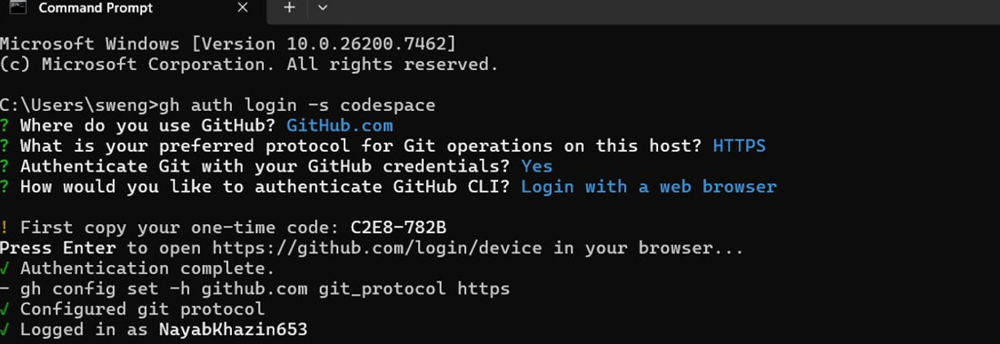 Command Prompt
Microsoft Windows [Version 10.0.26200.7462]
(c) Microsoft Corporation. All rights reserved.
C:\Users\sweng>gh auth login -s codespace
? Where do you use GitHub? GitHub.com
? What is your preferred protocol for Git operations on this host? HTTPS
? Authenticate Git with your GitHub credentials? Yes
? How would you like to authenticate GitHub CLI? Login with a web browser
! First copy your one-time code: C2E8-782B
Press Enter to open https://github.com/login/device in your browser...
✓ Authentication complete.
- gh config set -h github.com git_protocol https
✓ Configured git protocol
✓ Logged in as NayabKhazin653